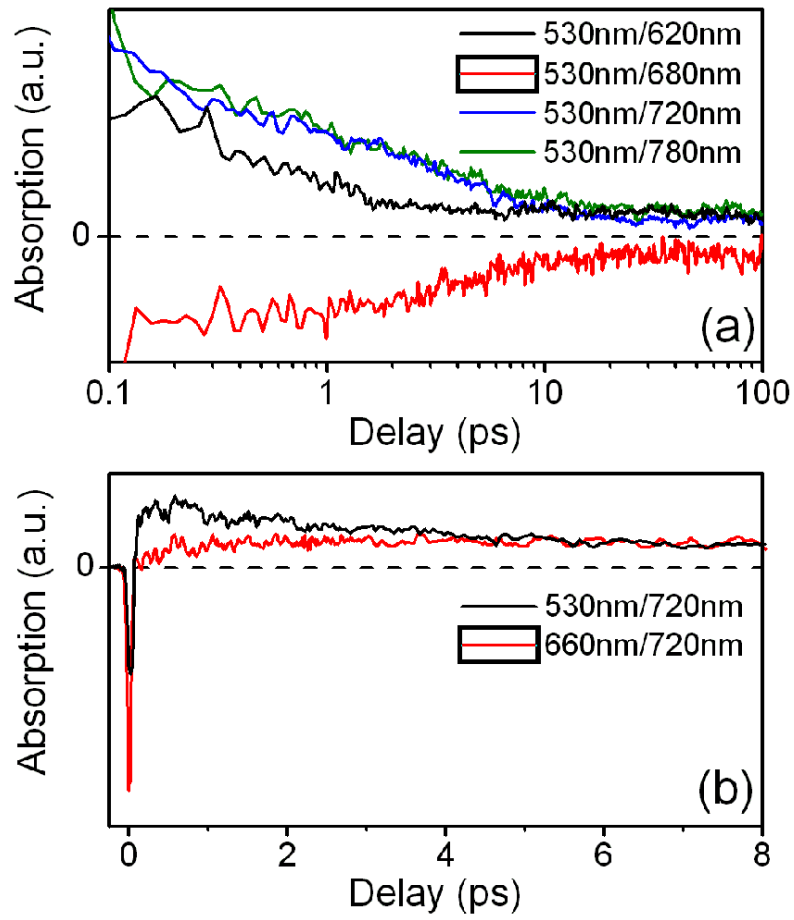 Absorption (a.u.)
0
530nm/620nm
530nm/680nm
530nm/720nm
530nm/780nm
(a)
0.1 1 10 100
Delay (ps)
Absorption (a.u.)
0
530nm/720nm
660nm/720nm
(b)
0 2 4 6 8
Delay (ps)